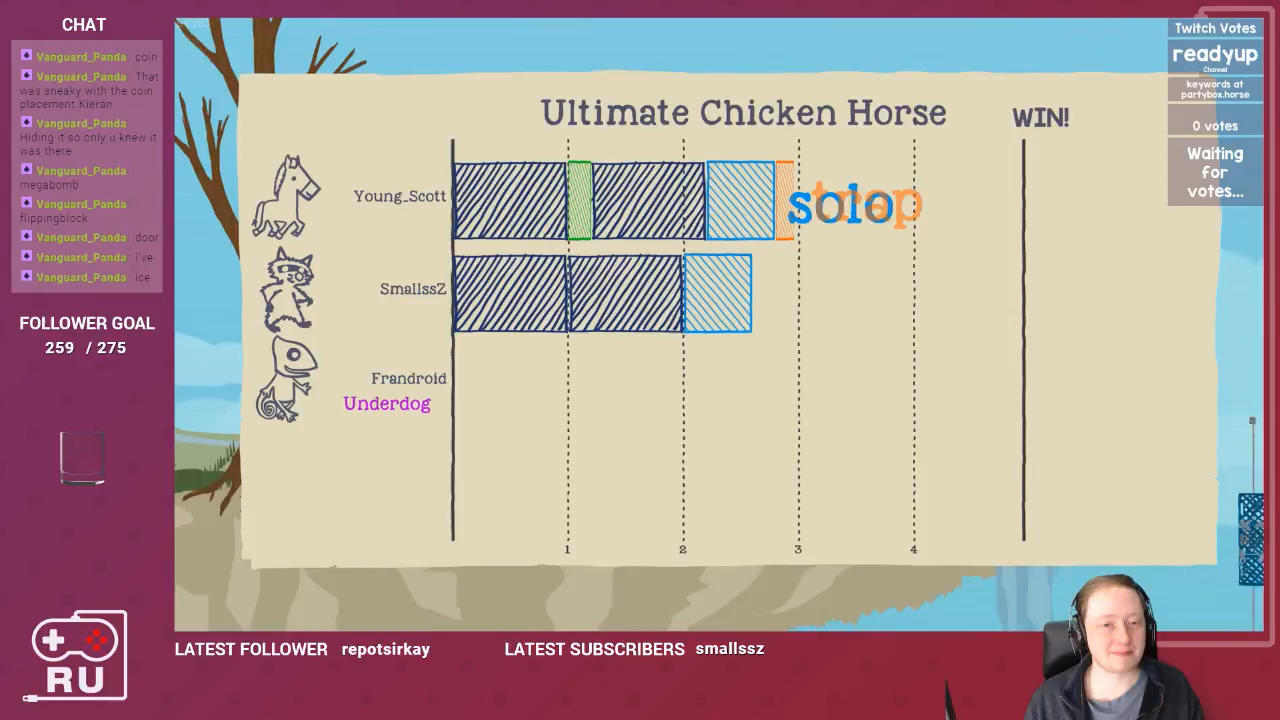 CHAT
Vanguard_Panda: coin
Vanguard_Panda: That
was sneaky with the coin
placement Kieran
Vanguard_Panda:
Hiding it so only u knew it
was there
Vanguard_Panda:
megabomb
Vanguard_Panda:
flippingblock
Vanguard_Panda: door
Vanguard_Panda: I've
Vanguard_Panda: ice
FOLLOWER GOAL
259 / 275
RU
Ultimate Chicken Horse
WIN!
Young_Scott
solo
trap
SmallssZ
Frandroid
Underdog
1 2 3 4
Twitch Votes
readyup
Channel
keywords at
partybox.horse
0 votes
Waiting
for
votes...
LATEST FOLLOWER repotsirkay
LATEST SUBSCRIBERS smallssz